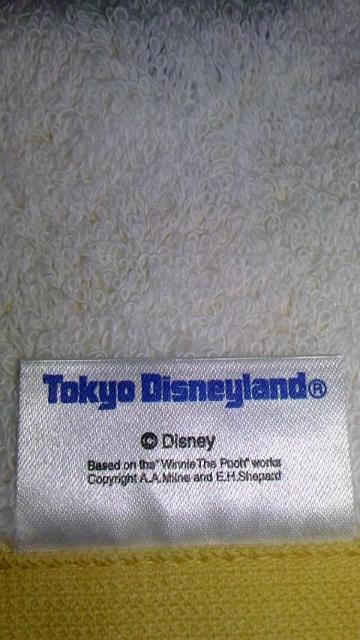 Tokyo Disneyland®
© Disney
Based on the "Winnie The Pooh" works
Copyright A.A.Milne and E.H.Shepard